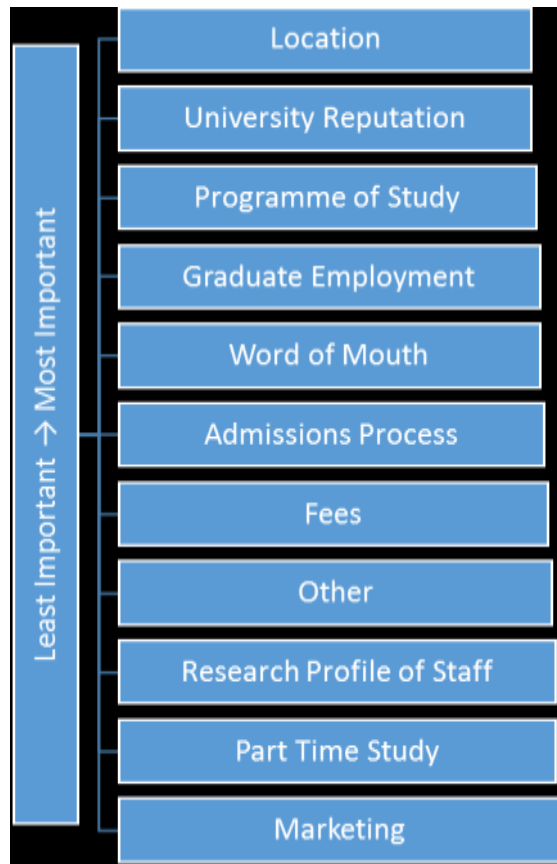 Least Important → Most Important
Location
University Reputation
Programme of Study
Graduate Employment
Word of Mouth
Admissions Process
Fees
Other
Research Profile of Staff
Part Time Study
Marketing